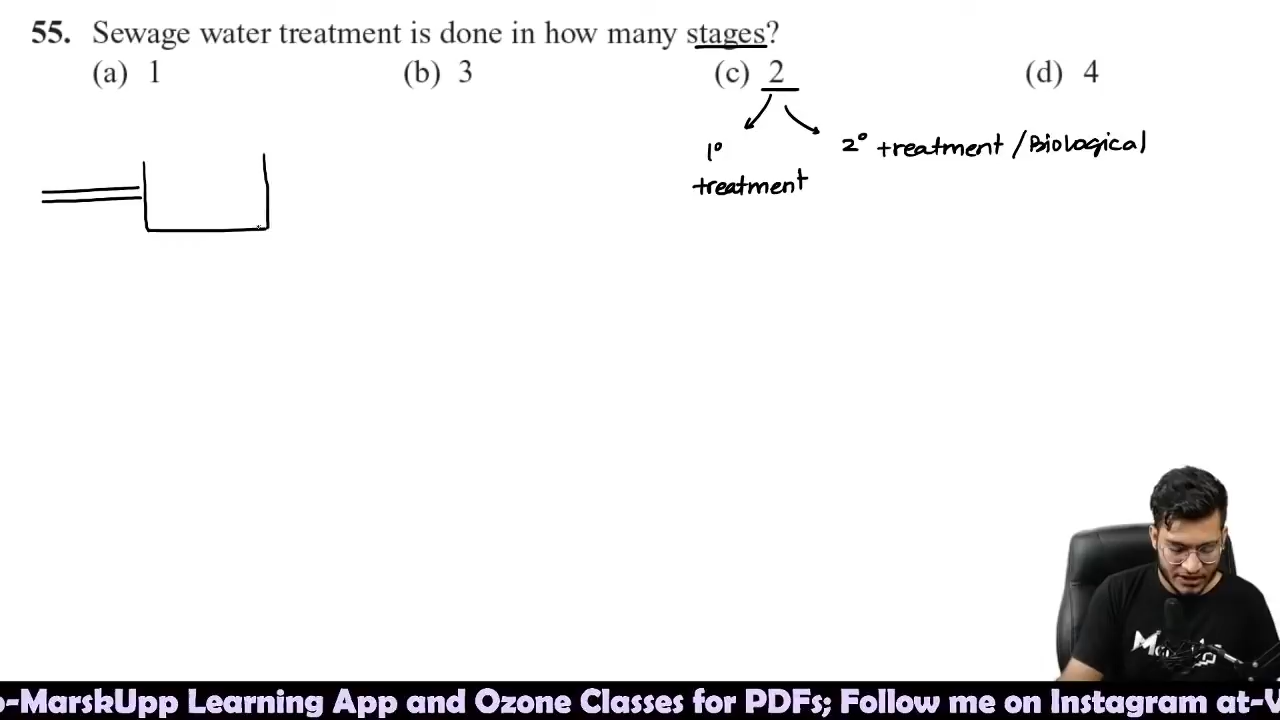 55. Sewage water treatment is done in how many stages?
(a) 1 (b) 3 (c) 2 (d) 4
1° treatment
2° treatment / Biological
-MarskUpp Learning App and Ozone Classes for PDFs; Follow me on Instagram at-